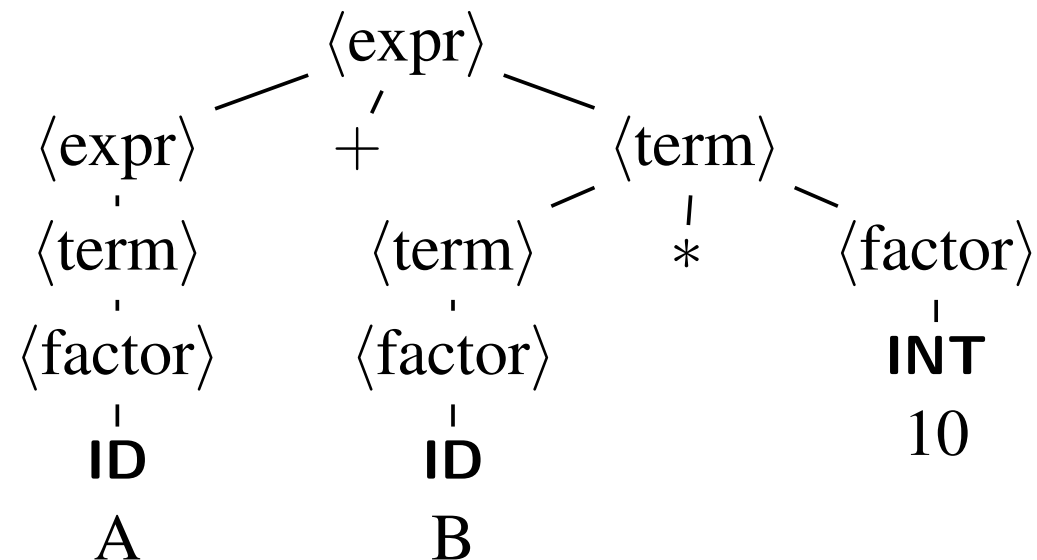 ⟨expr⟩
⟨expr⟩ + ⟨term⟩
⟨term⟩ ⟨term⟩ * ⟨factor⟩
⟨factor⟩ ⟨factor⟩ INT
10
ID ID
A B